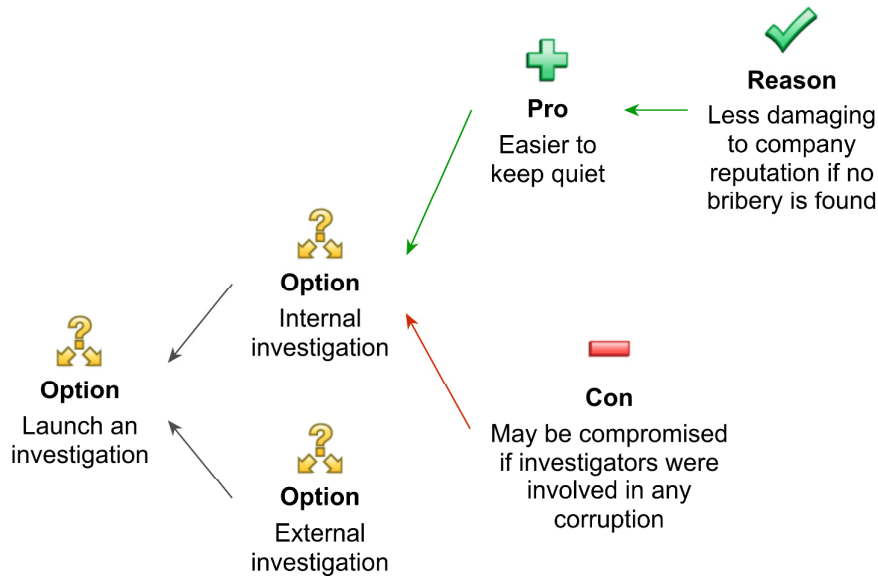 Reason
Less damaging
to company
reputation if no
bribery is found
Pro
Easier to
keep quiet
Option
Internal
investigation
Option
Launch an
investigation
Con
May be compromised
if investigators were
involved in any
corruption
Option
External
investigation